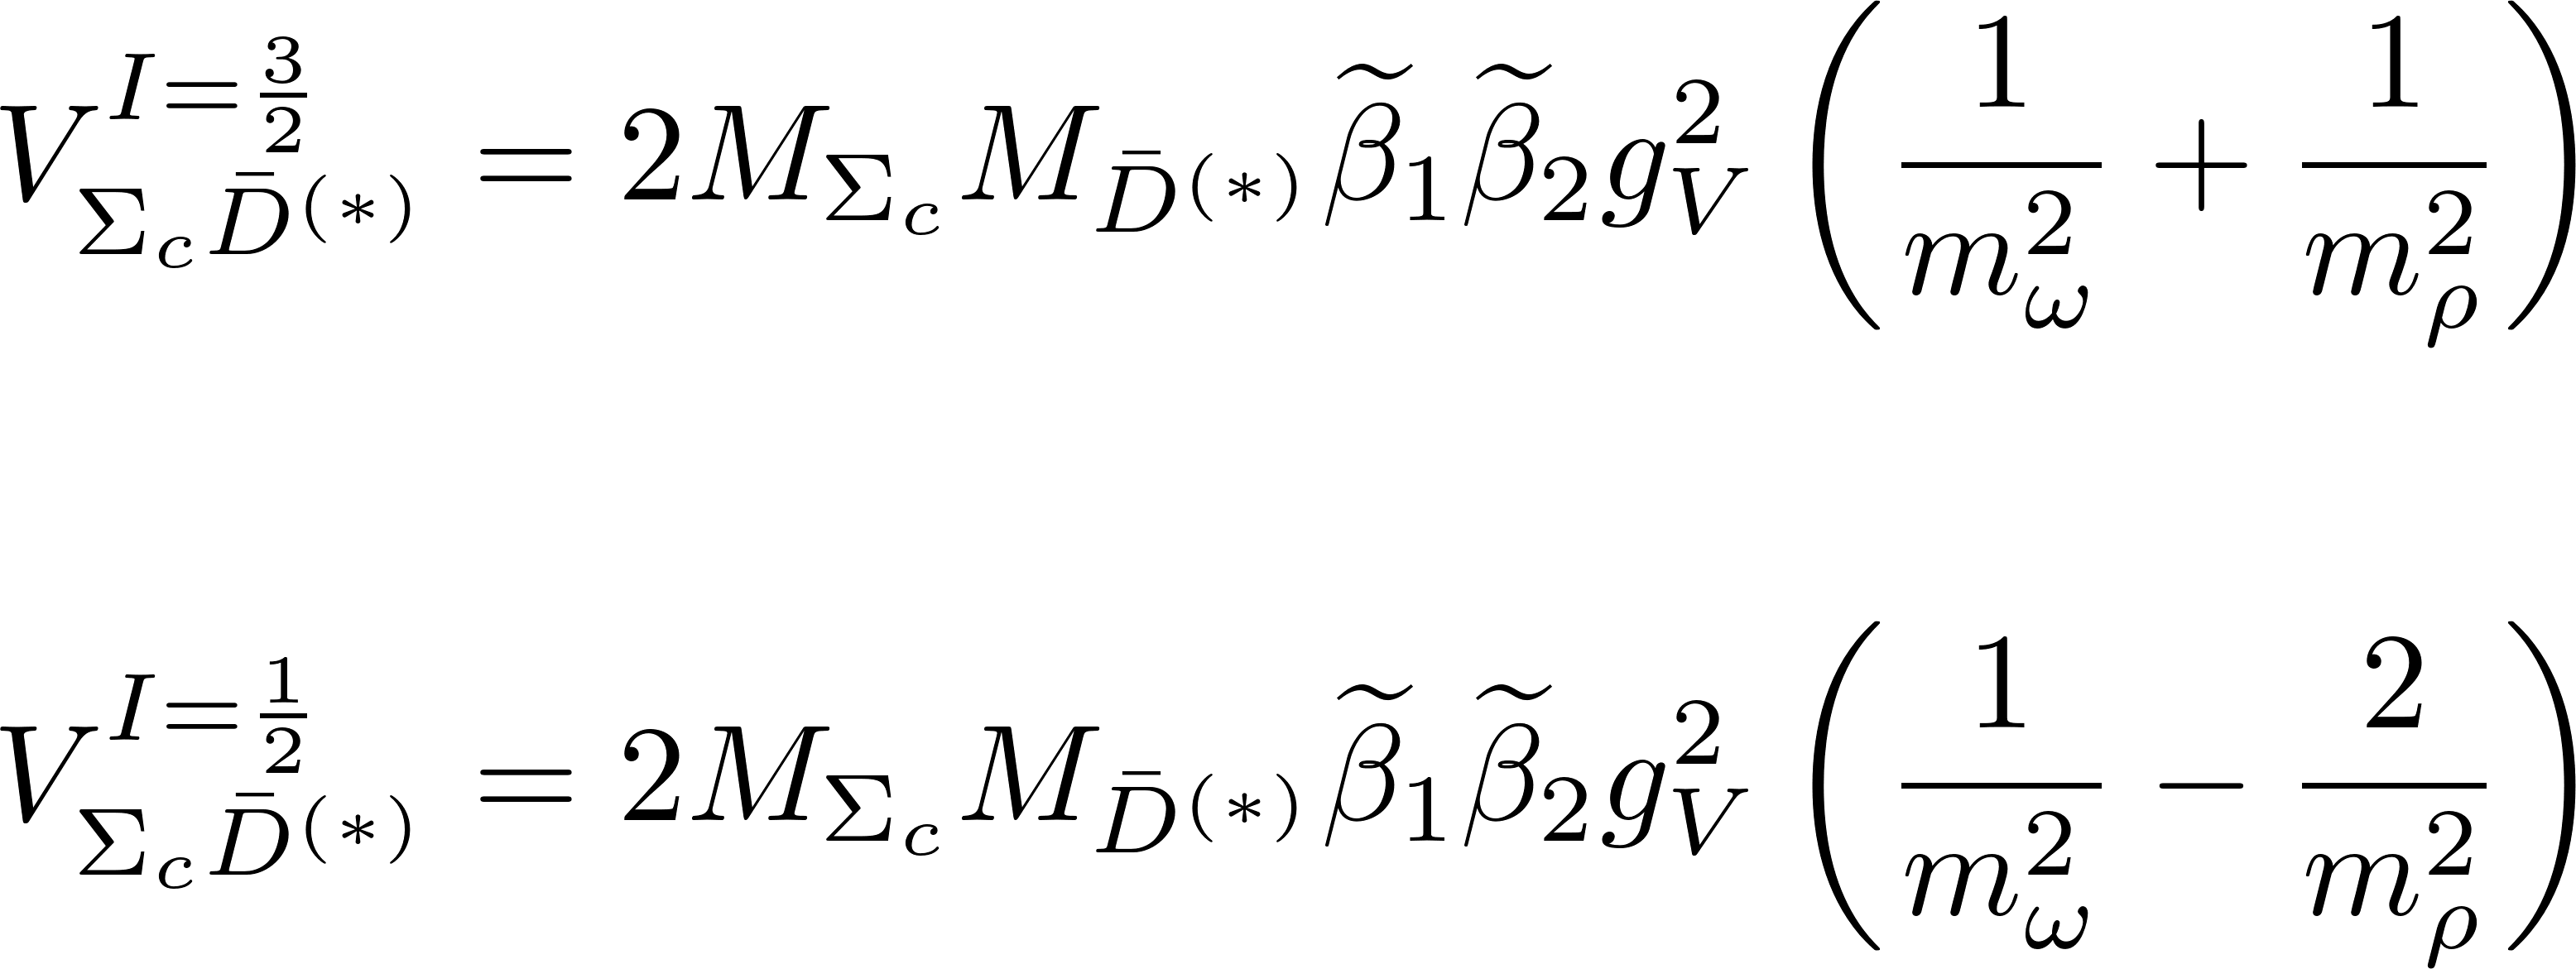 $V_{\Sigma_c \bar{D}^{(*)}}^{I=\frac{3}{2}} = 2M_{\Sigma_c} M_{\bar{D}^{(*)}} \widetilde{\beta}_1 \widetilde{\beta}_2 g_V^2 \left( \frac{1}{m_\omega^2} + \frac{1}{m_\rho^2} \right)$
$V_{\Sigma_c \bar{D}^{(*)}}^{I=\frac{1}{2}} = 2M_{\Sigma_c} M_{\bar{D}^{(*)}} \widetilde{\beta}_1 \widetilde{\beta}_2 g_V^2 \left( \frac{1}{m_\omega^2} - \frac{2}{m_\rho^2} \right)$